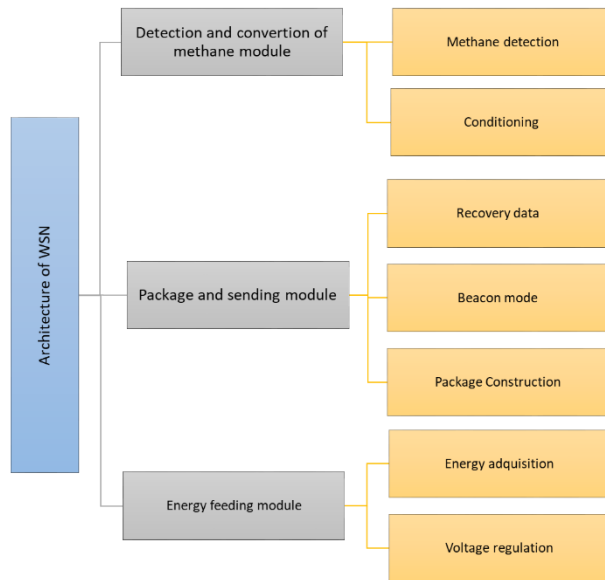 Architecture of WSN
Detection and convertion of
methane module
Methane detection
Conditioning
Package and sending module
Recovery data
Beacon mode
Package Construction
Energy feeding module
Energy adquisition
Voltage regulation